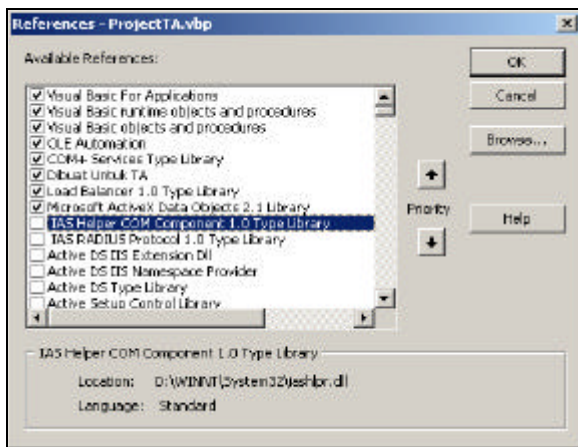 References - ProjectTA.vbp
Available References:
OK
Cancel
Browse...
Help
Visual Basic For Applications
Visual Basic runtime objects and procedures
Visual Basic objects and procedures
OLE Automation
COM+ Services Type Library
Dibuat Untuk TA
Load Balancer 1.0 Type Library
Microsoft ActiveX Data Objects 2.1 Library
IAS Helper COM Component 1.0 Type Library
IAS RADIUS Protocol 1.0 Type Library
Active DS IIS Extension Dll
Active DS IIS Namespace Provider
Active DS Type Library
Active Setup Control Library
Priority
IAS Helper COM Component 1.0 Type Library
Location: D:\WINNT\System32\iashlpr.dll
Language: Standard